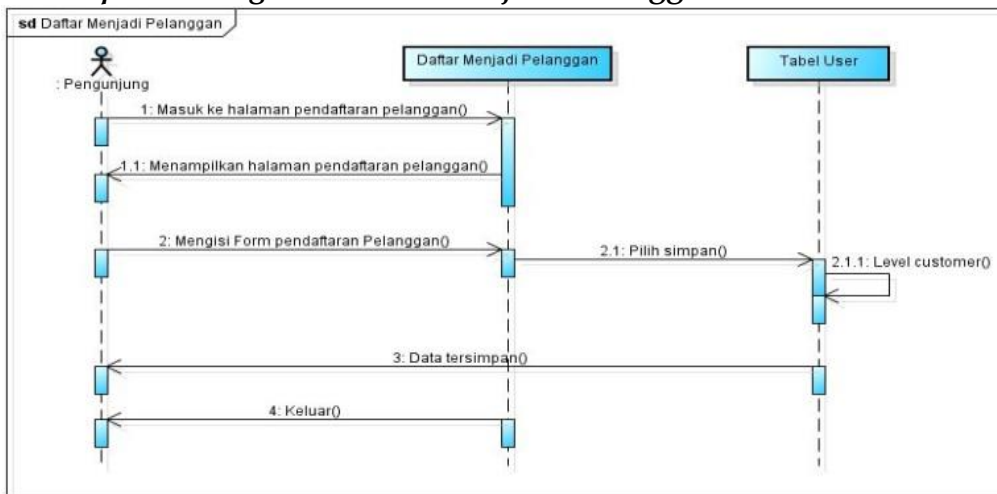 sd Daftar Menjadi Pelanggan
: Pengunjung
Daftar Menjadi Pelanggan
Tabel User
1: Masuk ke halaman pendaftaran pelanggan()
1.1: Menampilkan halaman pendaftaran pelanggan()
2: Mengisi Form pendaftaran Pelanggan()
2.1: Pilih simpan()
2.1.1: Level customer()
3: Data tersimpan()
4: Keluar()